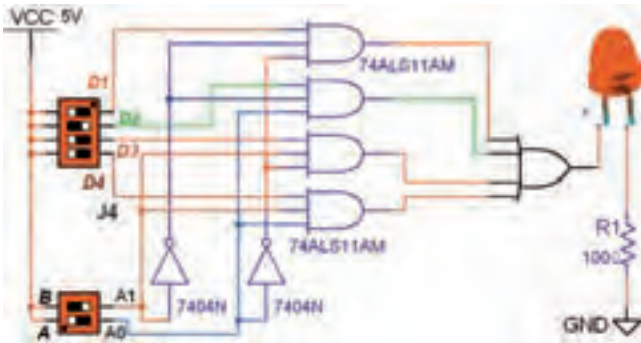 VCC 5V
D1
74ALS11AM
D2
D3
D4
J4
74ALS11AM
B
A1
A
A0
7404N
7404N
R1
100Ω
GND